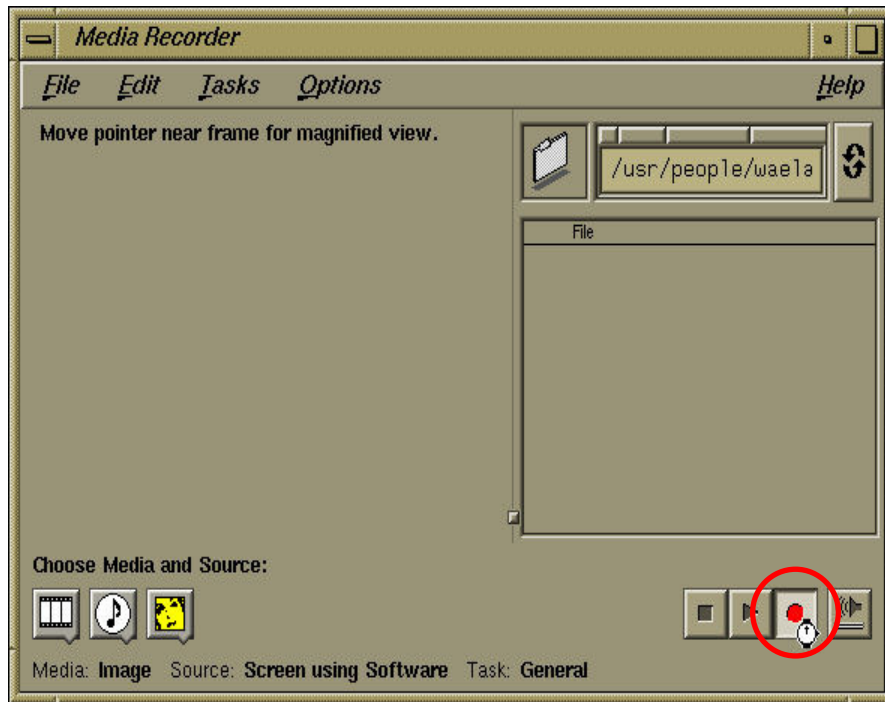 Media Recorder
File Edit Tasks Options Help
Move pointer near frame for magnified view.
/usr/people/waela
File
Choose Media and Source:
Media: Image Source: Screen using Software Task: General